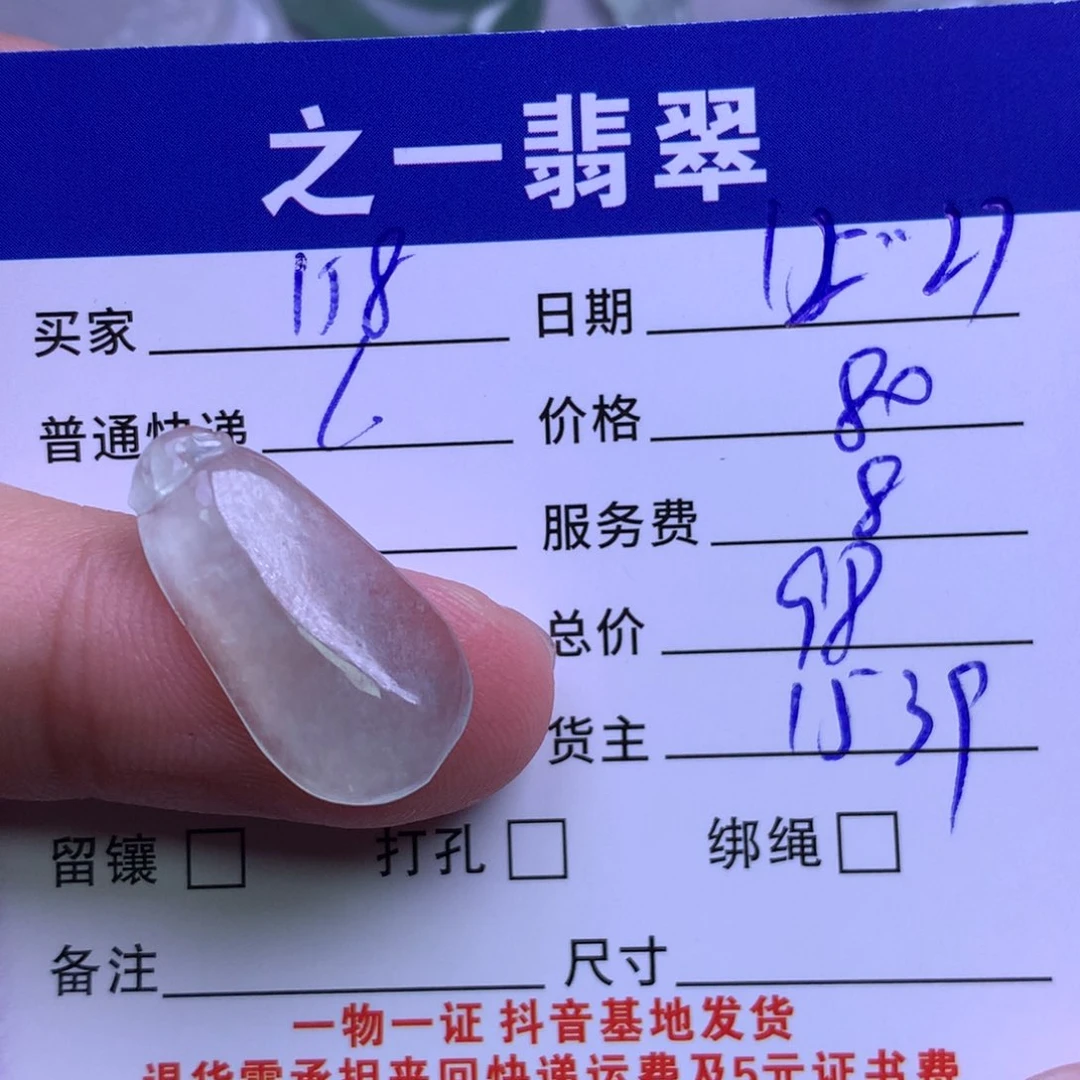 之一翡翠
买家 日期
普通快递 6 价格 80
服务费 8
总价 98
货主 1539
留镶 打孔 绑绳
备注 尺寸
一物一证 抖音基地发货
退货需承担来回快递运费及5元证书费